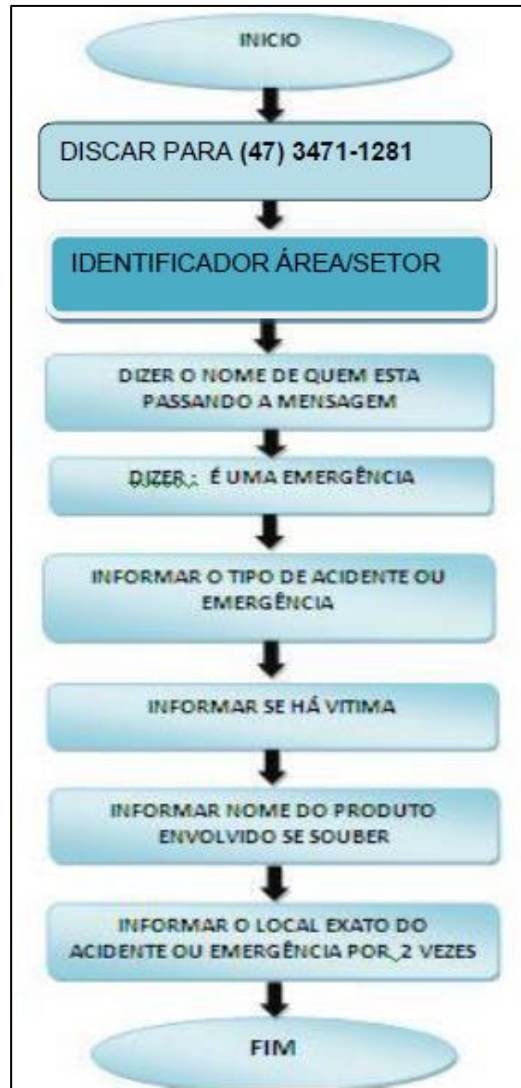 INICIO
DISCAR PARA (47) 3471-1281
IDENTIFICADOR ÁREA/SETOR
DIZER O NOME DE QUEM ESTA
PASSANDO A MENSAGEM
DIZER : É UMA EMERGÊNCIA
INFORMAR O TIPO DE ACIDENTE OU
EMERGÊNCIA
INFORMAR SE HÁ VITIMA
INFORMAR NOME DO PRODUTO
ENVOLVIDO SE SOUBER
INFORMAR O LOCAL EXATO DO
ACIDENTE OU EMERGÊNCIA POR 2 VEZES
FIM